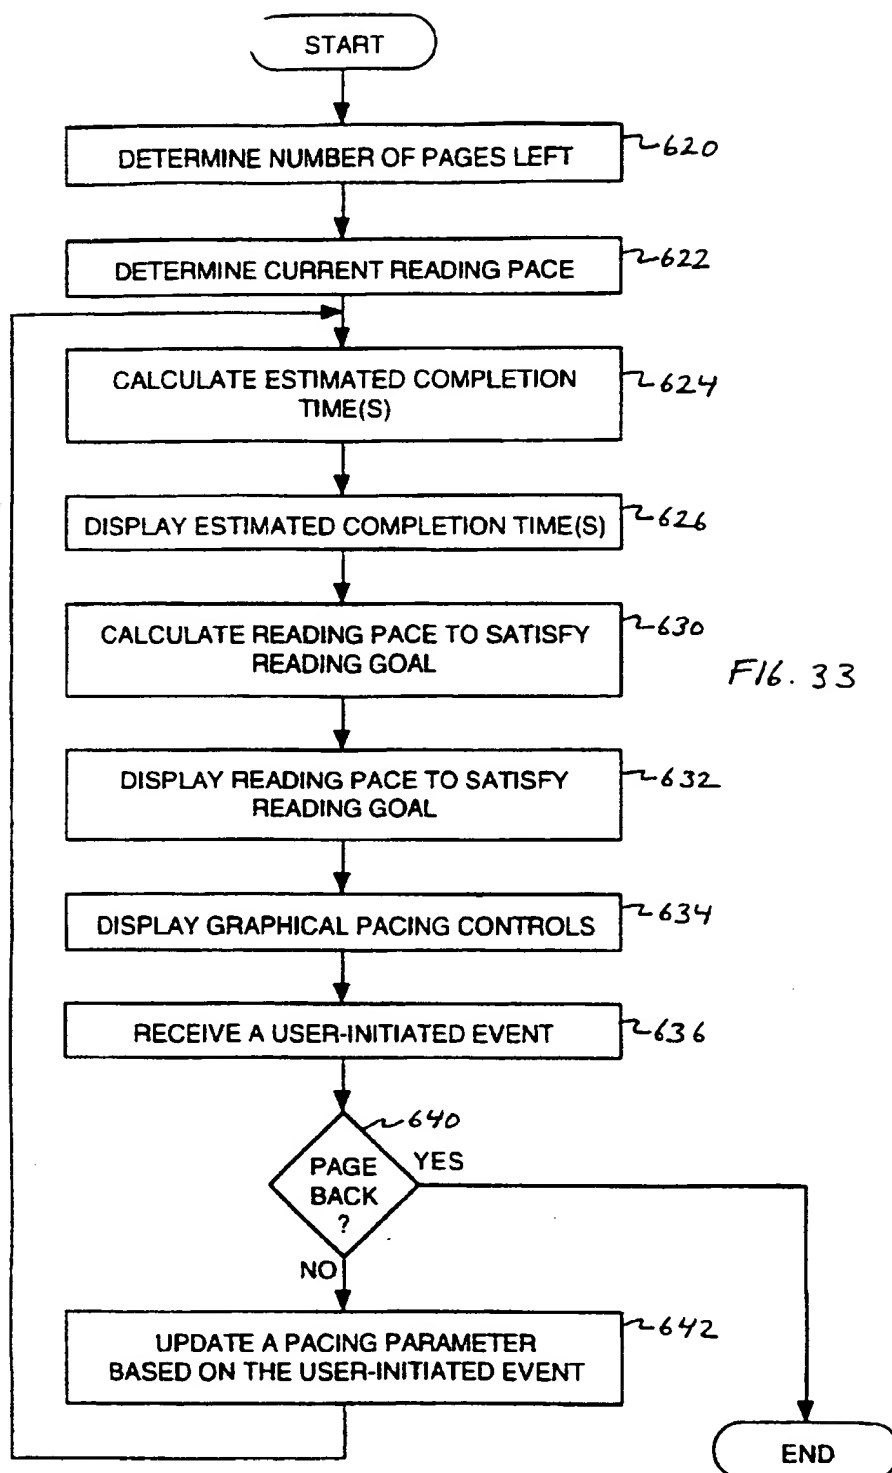 START
DETERMINE NUMBER OF PAGES LEFT
620
DETERMINE CURRENT READING PACE
622
CALCULATE ESTIMATED COMPLETION
TIME(S)
624
DISPLAY ESTIMATED COMPLETION TIME(S)
626
CALCULATE READING PACE TO SATISFY
READING GOAL
630
FIG. 33
DISPLAY READING PACE TO SATISFY
READING GOAL
632
DISPLAY GRAPHICAL PACING CONTROLS
634
RECEIVE A USER-INITIATED EVENT
636
640
PAGE
BACK
?
YES
NO
UPDATE A PACING PARAMETER
BASED ON THE USER-INITIATED EVENT
642
END